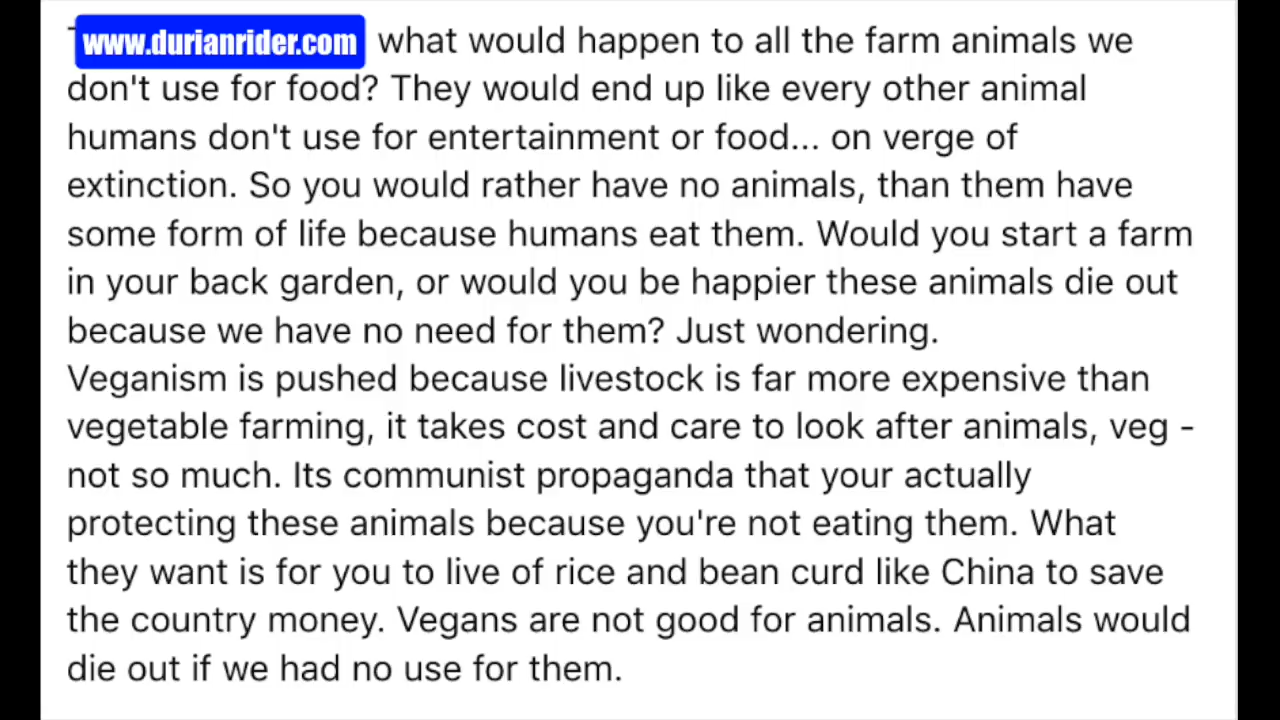 www.durianrider.com what would happen to all the farm animals we
don't use for food? They would end up like every other animal
humans don't use for entertainment or food... on verge of
extinction. So you would rather have no animals, than them have
some form of life because humans eat them. Would you start a farm
in your back garden, or would you be happier these animals die out
because we have no need for them? Just wondering.
Veganism is pushed because livestock is far more expensive than
vegetable farming, it takes cost and care to look after animals, veg -
not so much. Its communist propaganda that your actually
protecting these animals because you're not eating them. What
they want is for you to live of rice and bean curd like China to save
the country money. Vegans are not good for animals. Animals would
die out if we had no use for them.